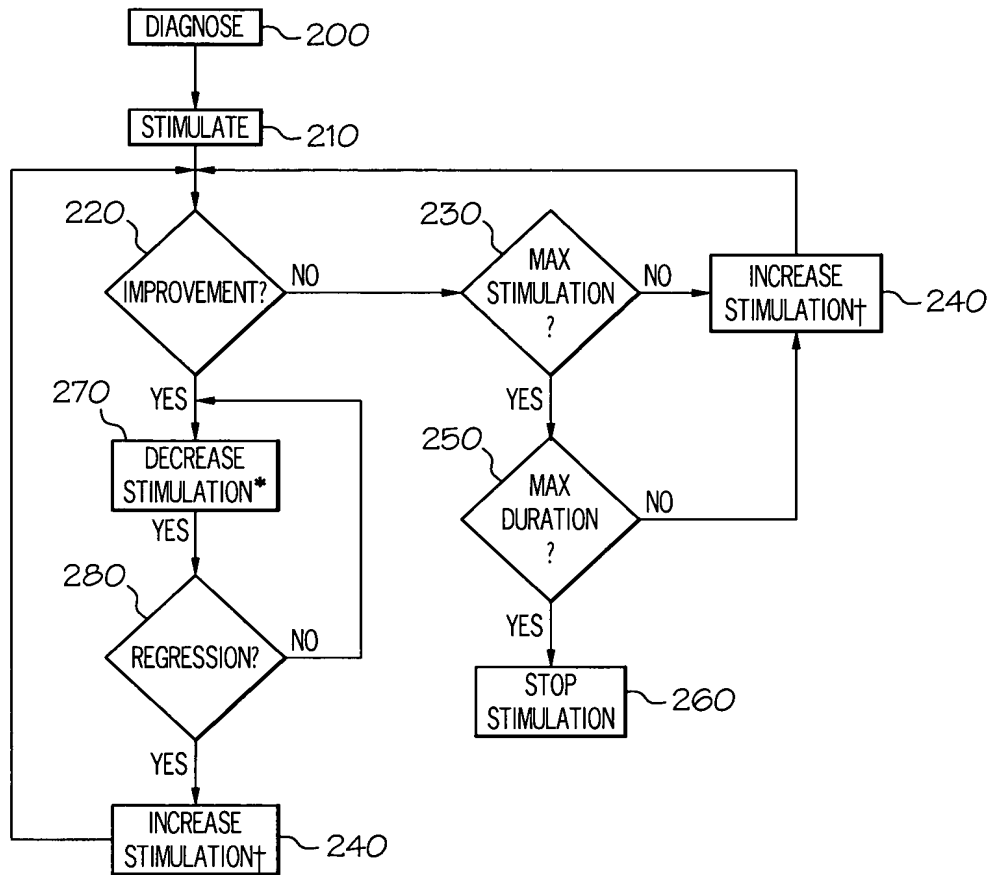 DIAGNOSE
200
STIMULATE
210
220
IMPROVEMENT?
NO
230
MAX
STIMULATION
?
NO
INCREASE
STIMULATION†
240
YES
270
DECREASE
STIMULATION*
YES
YES
250
MAX
DURATION
?
NO
280
REGRESSION?
NO
YES
STOP
STIMULATION
260
YES
INCREASE
STIMULATION†
240